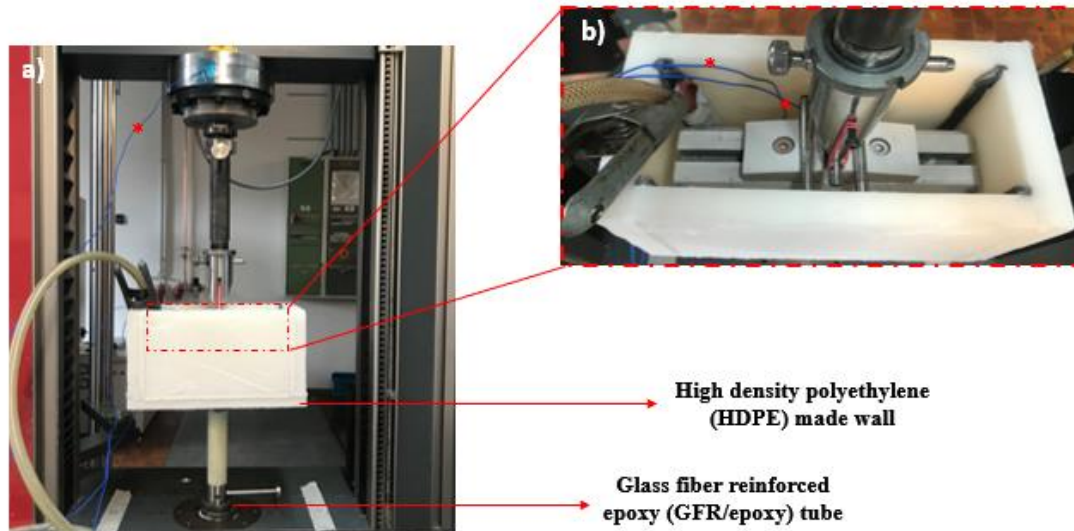 a)
b)
High density polyethylene
(HDPE) made wall
Glass fiber reinforced
epoxy (GFR/epoxy) tube